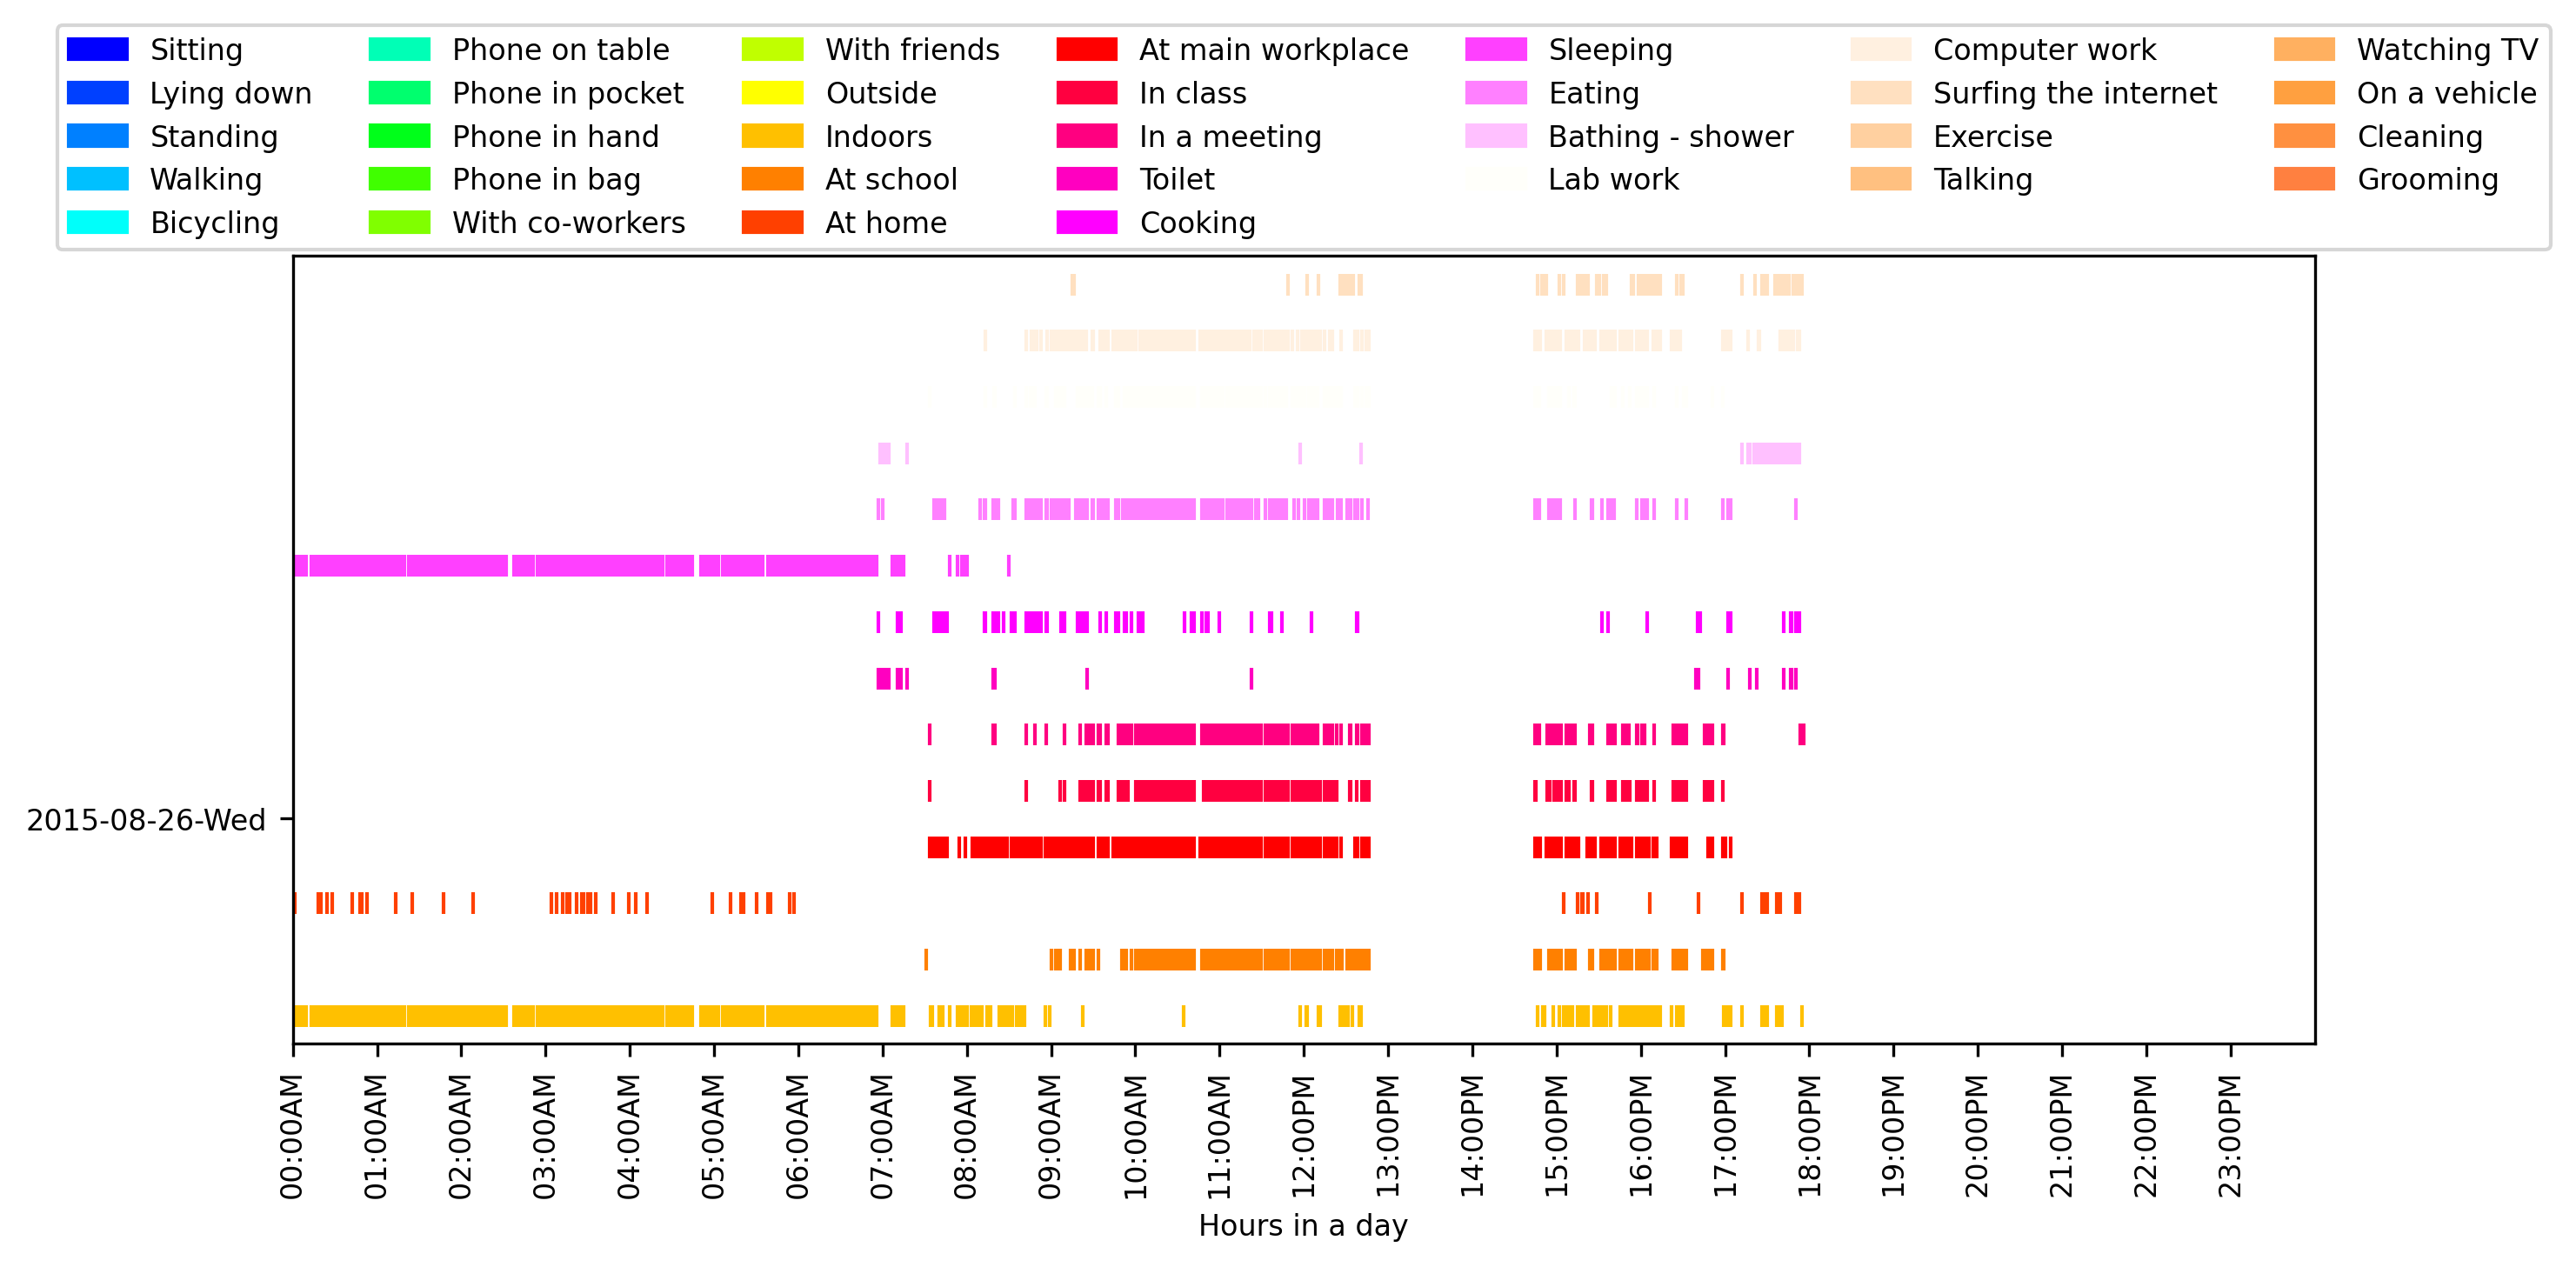 Sitting
Lying down
Standing
Walking
Bicycling
Phone on table
Phone in pocket
Phone in hand
Phone in bag
With co-workers
With friends
Outside
Indoors
At school
At home
At main workplace
In class
In a meeting
Toilet
Cooking
Sleeping
Eating
Bathing - shower
Lab work
Computer work
Surfing the internet
Exercise
Talking
Watching TV
On a vehicle
Cleaning
Grooming
2015-08-26-Wed
00:00AM
01:00AM
02:00AM
03:00AM
04:00AM
05:00AM
06:00AM
07:00AM
08:00AM
09:00AM
10:00AM
11:00AM
12:00PM
13:00PM
14:00PM
15:00PM
16:00PM
17:00PM
18:00PM
19:00PM
20:00PM
21:00PM
22:00PM
23:00PM
Hours in a day